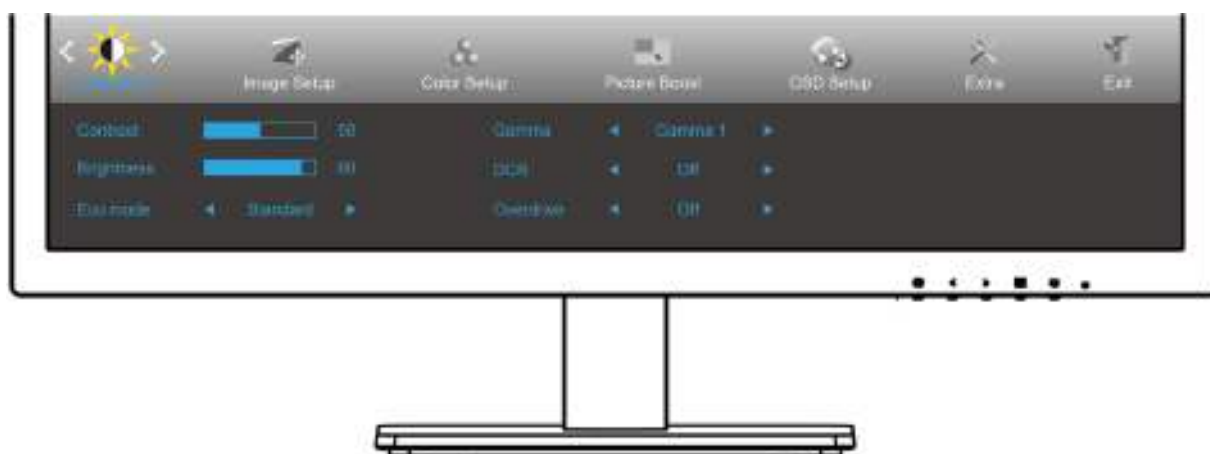 Image Setup Color Setup Picture Boost OSD Setup Extra Exit
Contrast 50 Gamma Gamma 1
Brightness 90 DCR Off
Eco mode Standard Overdrive Off